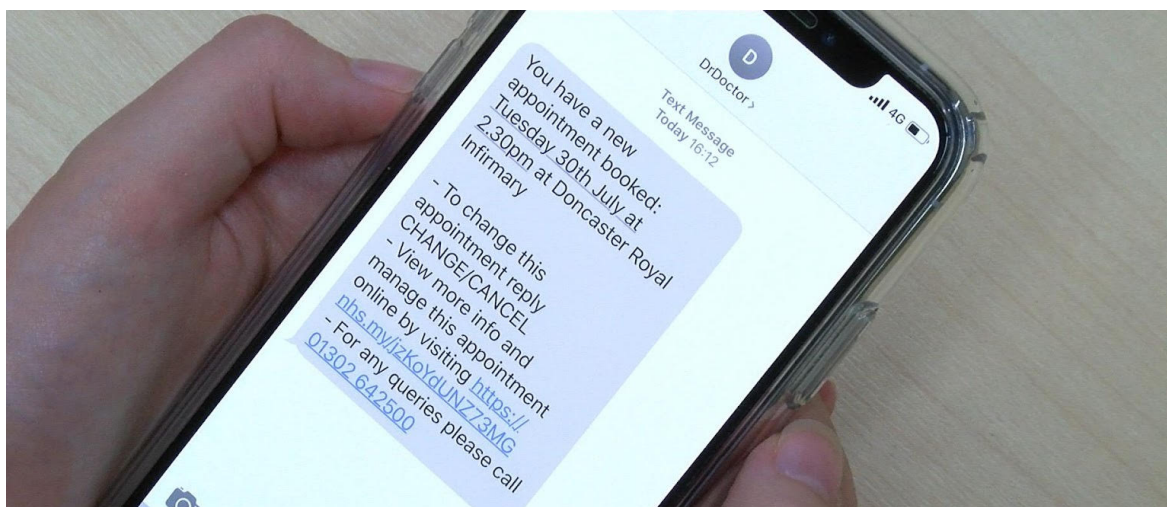 D
DrDoctor >
4G
Text Message
Today 16:12
You have a new
appointment booked:
Tuesday 30th July at
2.30pm at Doncaster Royal
Infirmary
- To change this
appointment reply
CHANGE/CANCEL
- View more info and
manage this appointment
online by visiting https://
nhs.my/jzKoYdUNZ73MG
- For any queries please call
01302 642500